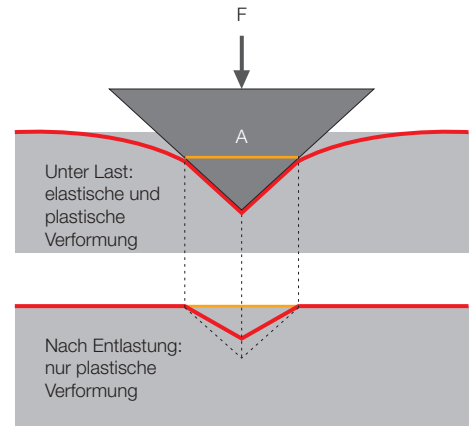 F
A
Unter Last:
elastische und
plastische
Verformung
Nach Entlastung:
nur plastische
Verformung